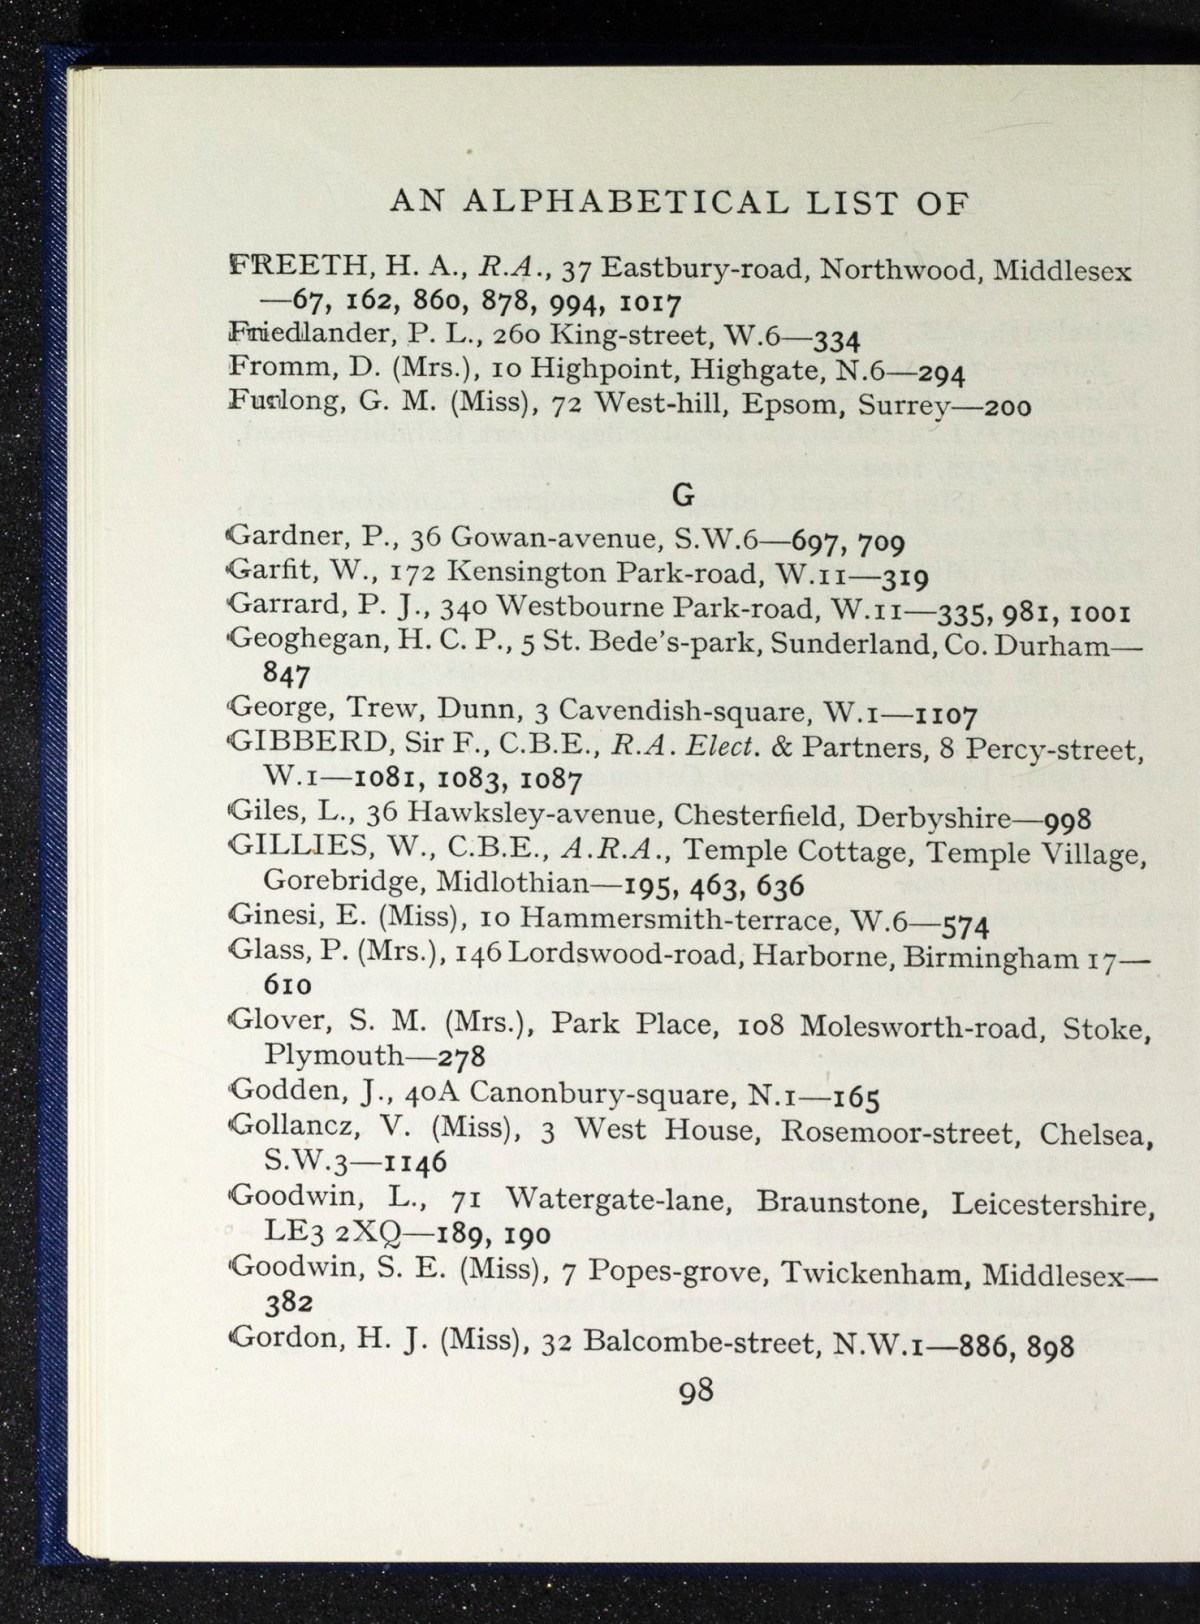 AN ALPHABETICAL LIST OF
FREETH, H. A., R.A., 37 Eastbury-road, Northwood, Middlesex
—67, 162, 860, 878, 994, 1017
Friedlander, P. L., 260 King-street, W.6—334
Fromm, D. (Mrs.), 10 Highpoint, Highgate, N.6—294
Furlong, G. M. (Miss), 72 West-hill, Epsom, Surrey—200
G
Gardner, P., 36 Gowan-avenue, S.W.6—697, 709
Garfit, W., 172 Kensington Park-road, W.11—319
Garrard, P. J., 340 Westbourne Park-road, W.11—335, 981, 1001
Geoghegan, H. C. P., 5 St. Bede's-park, Sunderland, Co. Durham—
847
George, Trew, Dunn, 3 Cavendish-square, W.1—1107
GIBBERD, Sir F., C.B.E., R.A. Elect. & Partners, 8 Percy-street,
W.1—1081, 1083, 1087
Giles, L., 36 Hawksley-avenue, Chesterfield, Derbyshire—998
GILLIES, W., C.B.E., A.R.A., Temple Cottage, Temple Village,
Gorebridge, Midlothian—195, 463, 636
Ginesi, E. (Miss), 10 Hammersmith-terrace, W.6—574
Glass, P. (Mrs.), 146 Lordswood-road, Harborne, Birmingham 17—
610
Glover, S. M. (Mrs.), Park Place, 108 Molesworth-road, Stoke,
Plymouth—278
Godden, J., 40A Canonbury-square, N.1—165
Gollancz, V. (Miss), 3 West House, Rosemoor-street, Chelsea,
S.W.3—1146
Goodwin, L., 71 Watergate-lane, Braunstone, Leicestershire,
LE3 2XQ—189, 190
Goodwin, S. E. (Miss), 7 Popes-grove, Twickenham, Middlesex—
382
Gordon, H. J. (Miss), 32 Balcombe-street, N.W.1—886, 898
98